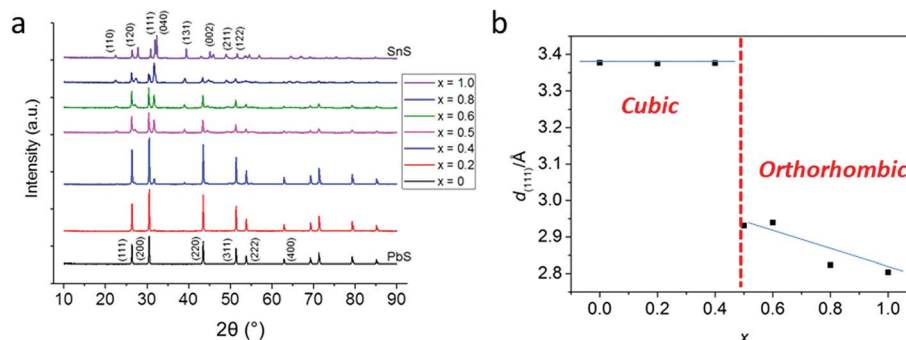 a
(110)
(120)
(111)
(040)
(131)
(002)
(211)
(122)
SnS
Intensity (a.u.)
x = 1.0
x = 0.8
x = 0.6
x = 0.5
x = 0.4
x = 0.2
x = 0
(111)
(200)
(220)
(311)
(222)
(400)
PbS
10 20 30 40 50 60 70 80 90
2θ (°)
b
3.4
3.3
3.2
3.1
3.0
2.9
2.8
d(111)/Å
Cubic
Orthorhombic
0.0 0.2 0.4 0.6 0.8 1.0
x